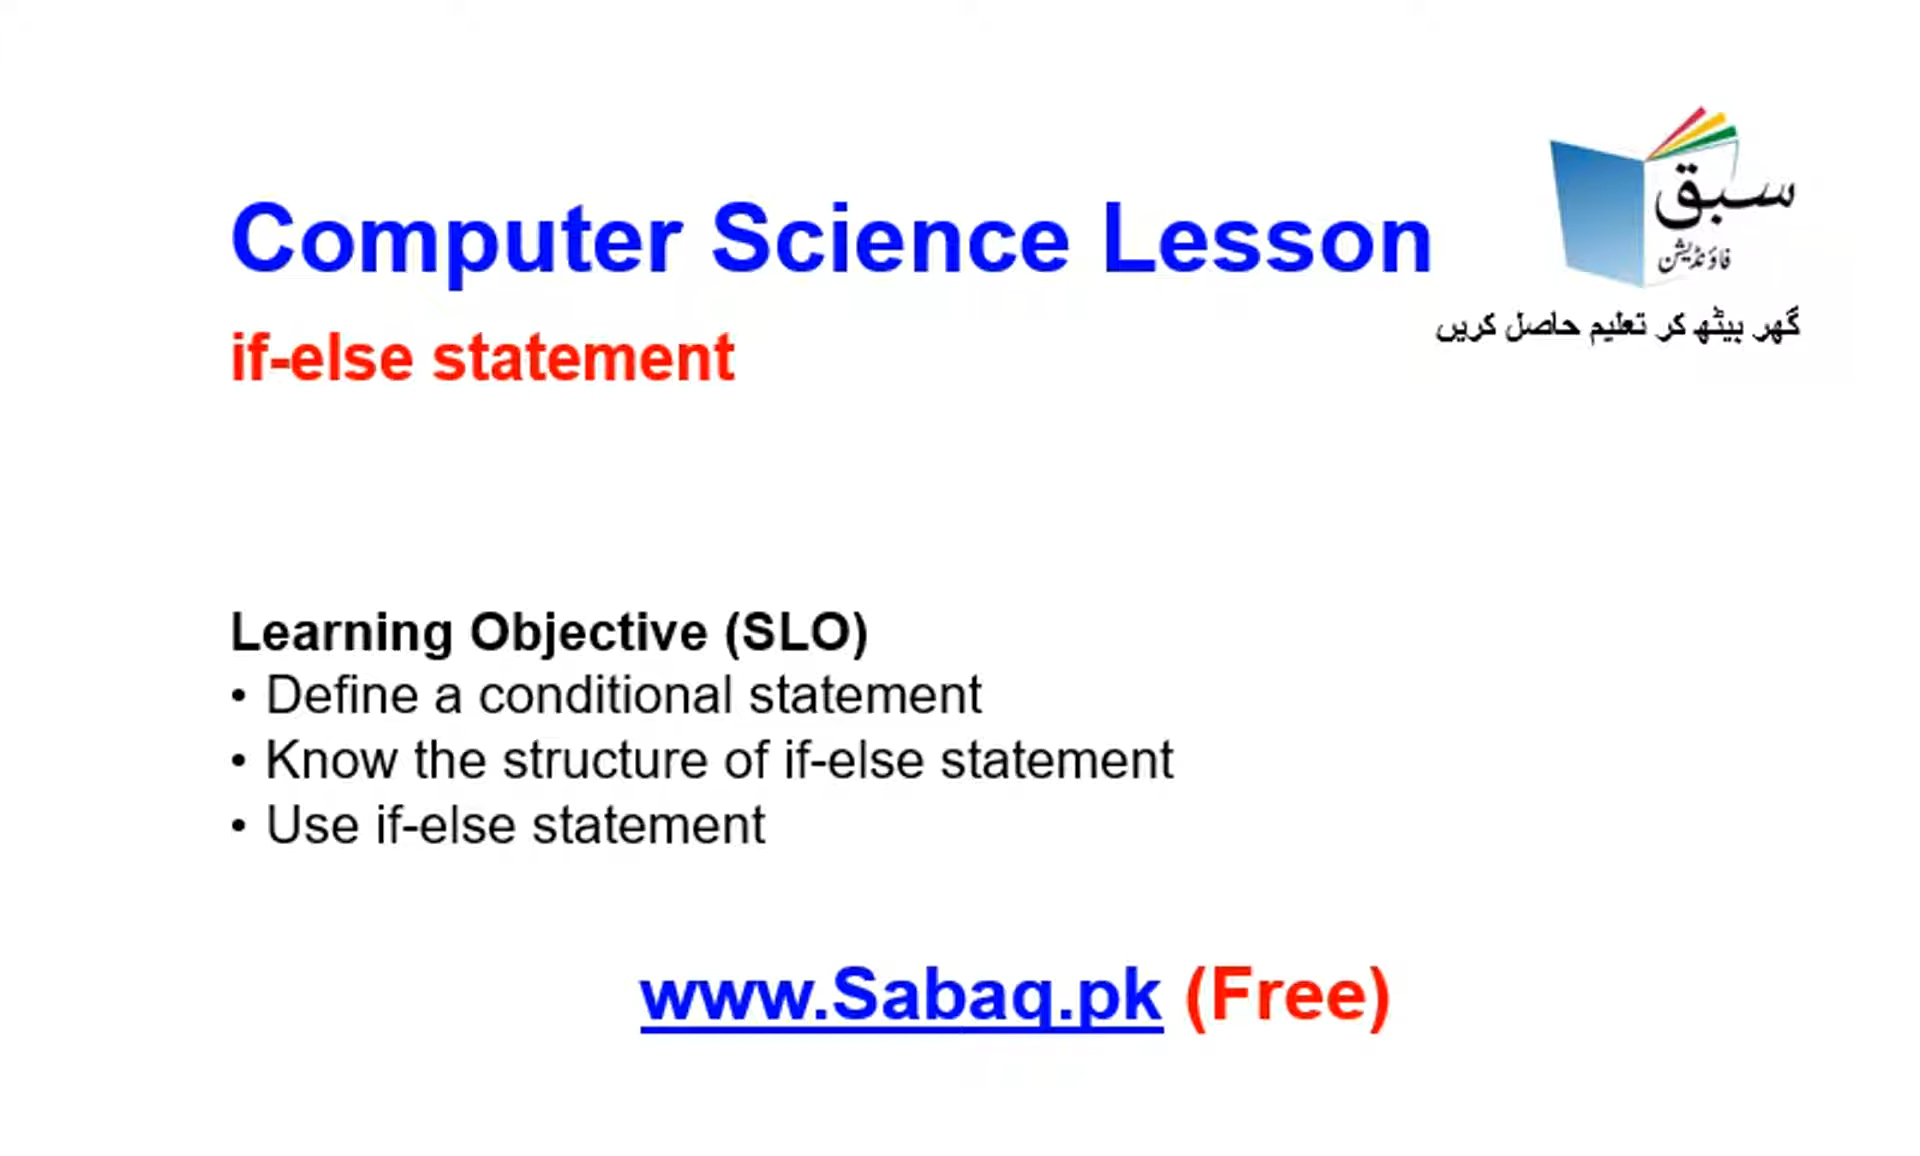 Computer Science Lesson
سبق
فاؤنڈیشن
گھر بیٹھ کر تعلیم حاصل کریں
if-else statement
Learning Objective (SLO)
• Define a conditional statement
• Know the structure of if-else statement
• Use if-else statement
www.Sabaq.pk (Free)